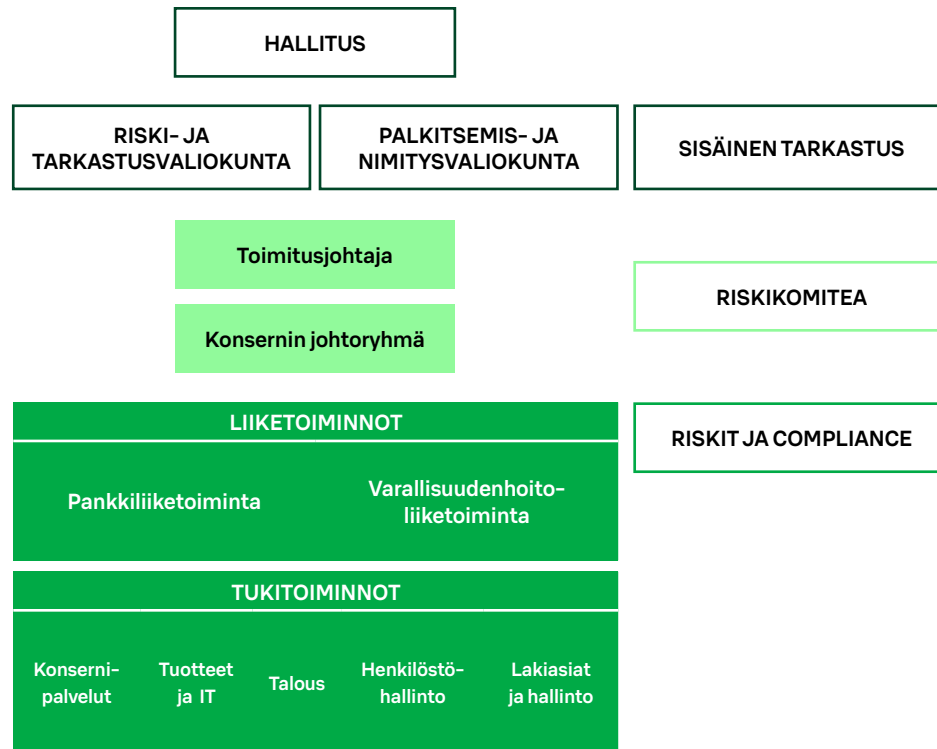 HALLITUS
RISKI- JA
TARKASTUSVALIOKUNTA
PALKITSEMIS- JA
NIMITYSVALIOKUNTA
SISÄINEN TARKASTUS
Toimitusjohtaja
RISKIKOMITEA
Konsernin johtoryhmä
LIIKETOIMINNOT
RISKIT JA COMPLIANCE
Pankkiliiketoiminta
Varallisuudenhoito-
liiketoiminta
TUKITOIMINNOT
Konserni-
palvelut
Tuotteet
ja IT
Talous
Henkilöstö-
hallinto
Lakiasiat
ja hallinto